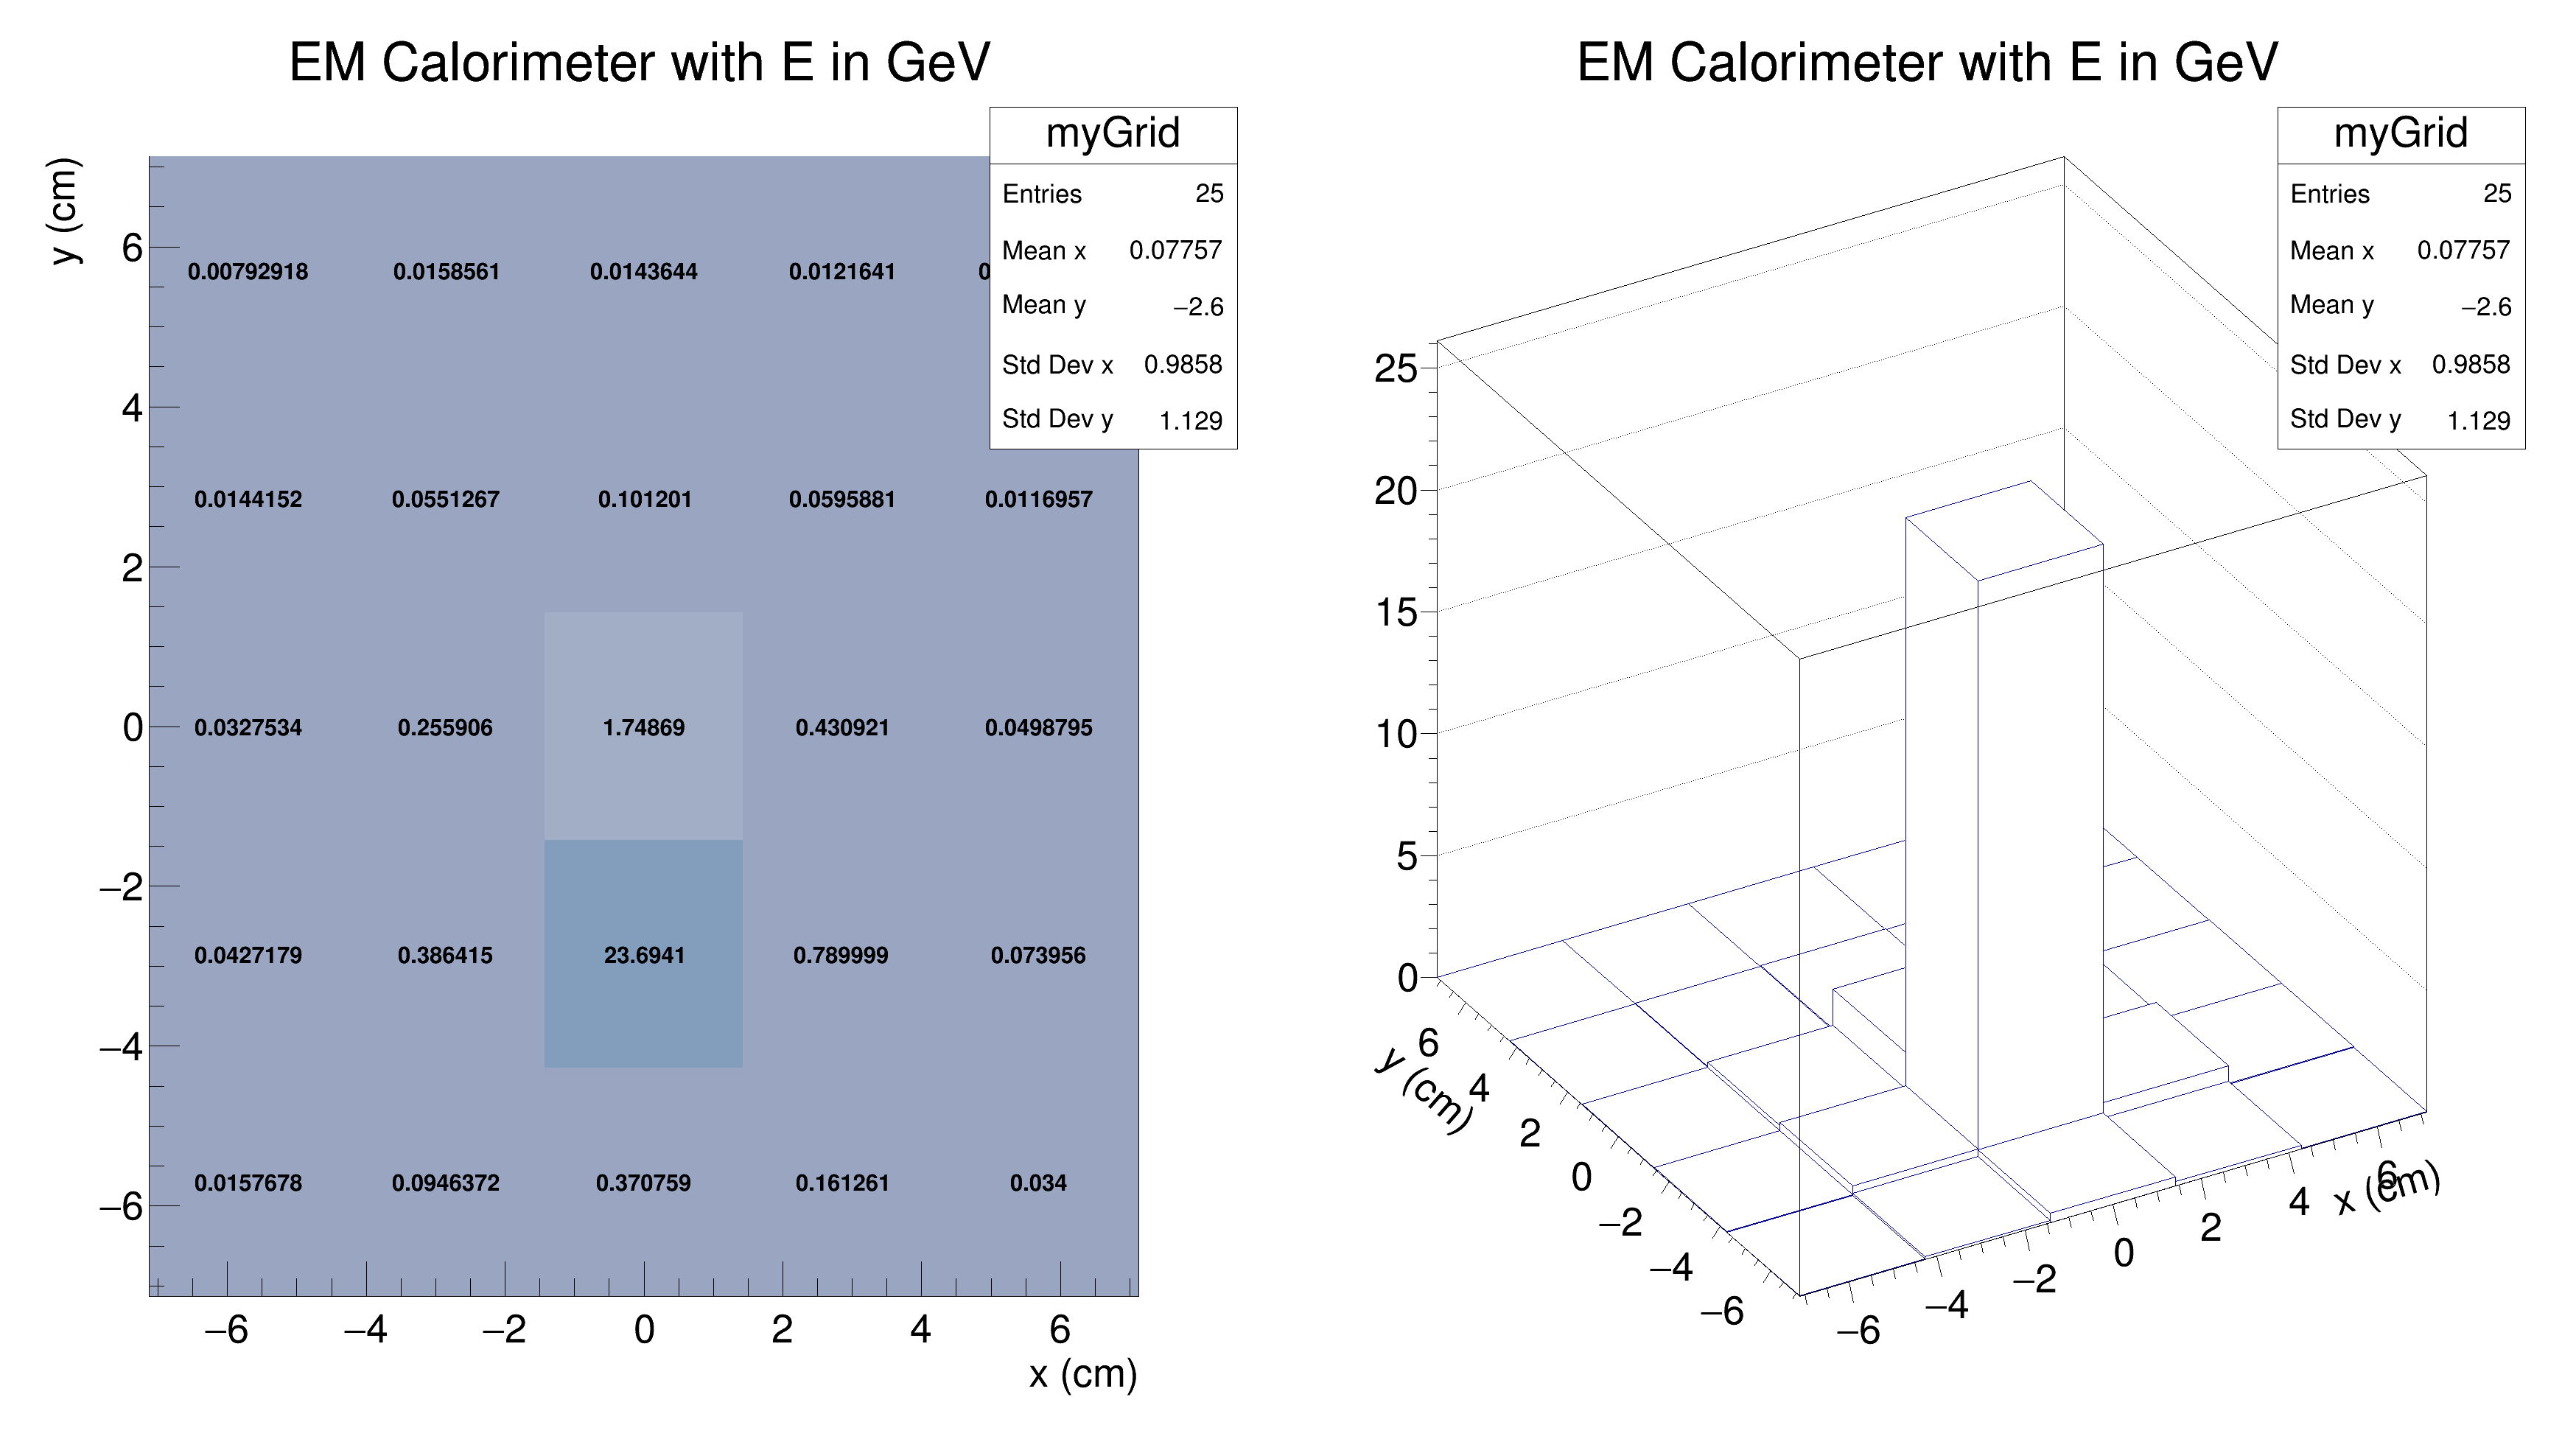 EM Calorimeter with E in GeV
myGrid
Entries 25
Mean x 0.07757
Mean y −2.6
Std Dev x 0.9858
Std Dev y 1.129
y (cm)
6
4
2
0
−2
−4
−6
0.00792918 0.0158561 0.0143644 0.0121641
0.0144152 0.0551267 0.101201 0.0595881 0.0116957
0.0327534 0.255906 1.74869 0.430921 0.0498795
0.0427179 0.386415 23.6941 0.789999 0.073956
0.0157678 0.0946372 0.370759 0.161261 0.034
−6 −4 −2 0 2 4 6
x (cm)
EM Calorimeter with E in GeV
myGrid
Entries 25
Mean x 0.07757
Mean y −2.6
Std Dev x 0.9858
Std Dev y 1.129
25
20
15
10
5
0
6
4
2
0
−2
−4
−6
y (cm)
−6 −4 −2 0 2 4 6
x (cm)